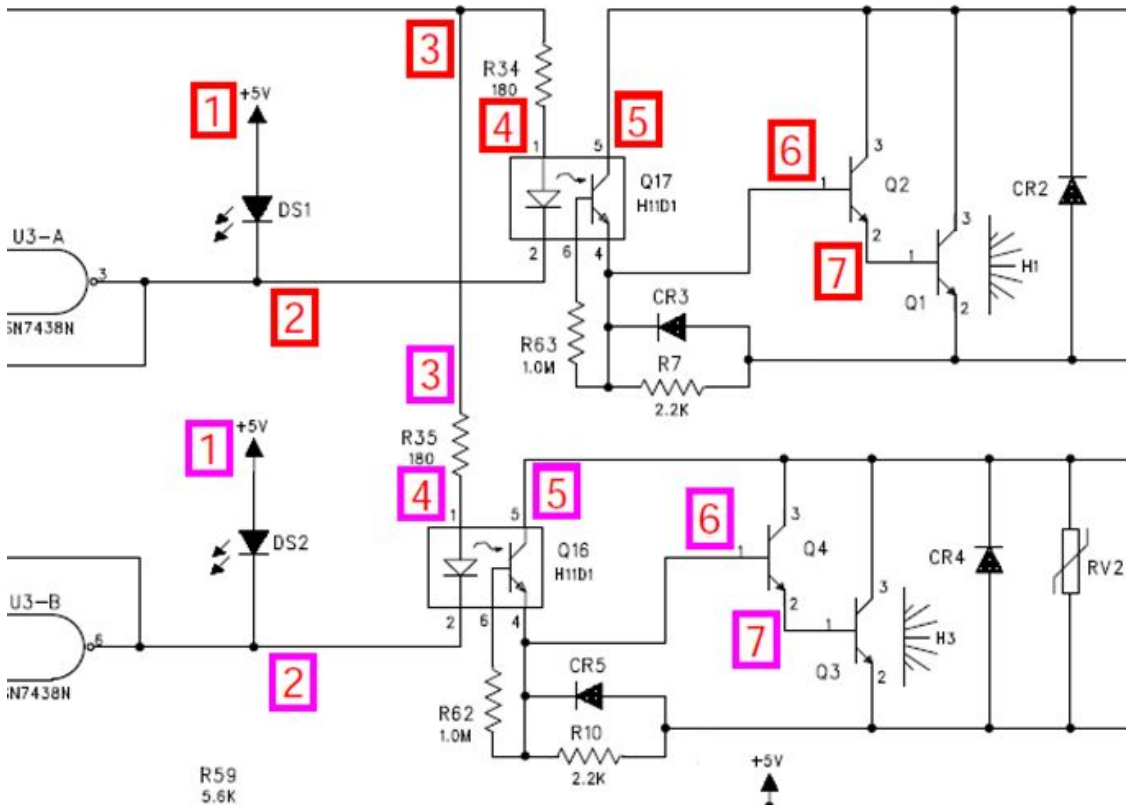 3
R34
180
1
+5V
4
5
1
5
6
3
1
Q2
Q17
H11D1
CR2
DS1
2
3
U3-A
2
6
4
7
1
H1
3
Q1
2
SN7438N
2
CR3
R63
1.0M
3
R7
2.2K
1
+5V
R35
180
4
5
6
3
1
5
1
Q4
Q16
H11D1
CR4
RV2
DS2
2
3
U3-B
2
6
4
7
1
H3
6
Q3
2
SN7438N
2
CR5
R62
1.0M
R10
2.2K
+5V
R59
5.6K